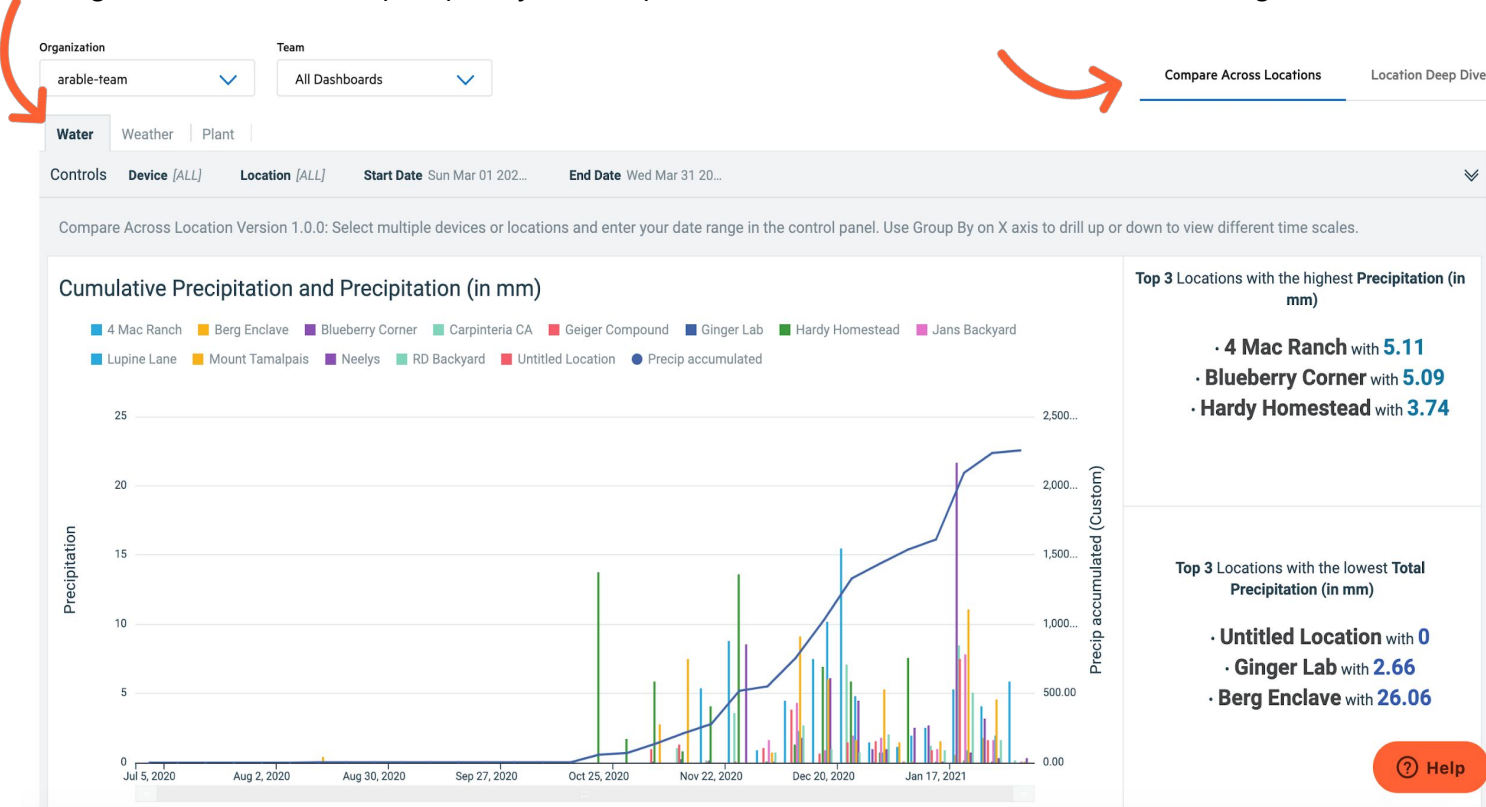 Organization
Team
arable-team
All Dashboards
Compare Across Locations
Location Deep Dive
Water
Weather
Plant
Controls Device [ALL] Location [ALL] Start Date Sun Mar 01 202... End Date Wed Mar 31 20...
Compare Across Location Version 1.0.0: Select multiple devices or locations and enter your date range in the control panel. Use Group By on X axis to drill up or down to view different time scales.
Cumulative Precipitation and Precipitation (in mm)
4 Mac Ranch Berg Enclave Blueberry Corner Carpinteria CA Geiger Compound Ginger Lab Hardy Homestead Jans Backyard
Lupine Lane Mount Tamalpais Neelys RD Backyard Untitled Location Precip accumulated
25
20
15
10
5
0
Precipitation
2,500...
2,000...
1,500...
1,000...
500.00
0.00
Precip accumulated (Custom)
Jul 5, 2020 Aug 2, 2020 Aug 30, 2020 Sep 27, 2020 Oct 25, 2020 Nov 22, 2020 Dec 20, 2020 Jan 17, 2021
Top 3 Locations with the highest Precipitation (in
mm)
· 4 Mac Ranch with 5.11
· Blueberry Corner with 5.09
· Hardy Homestead with 3.74
Top 3 Locations with the lowest Total
Precipitation (in mm)
· Untitled Location with 0
· Ginger Lab with 2.66
· Berg Enclave with 26.06
? Help